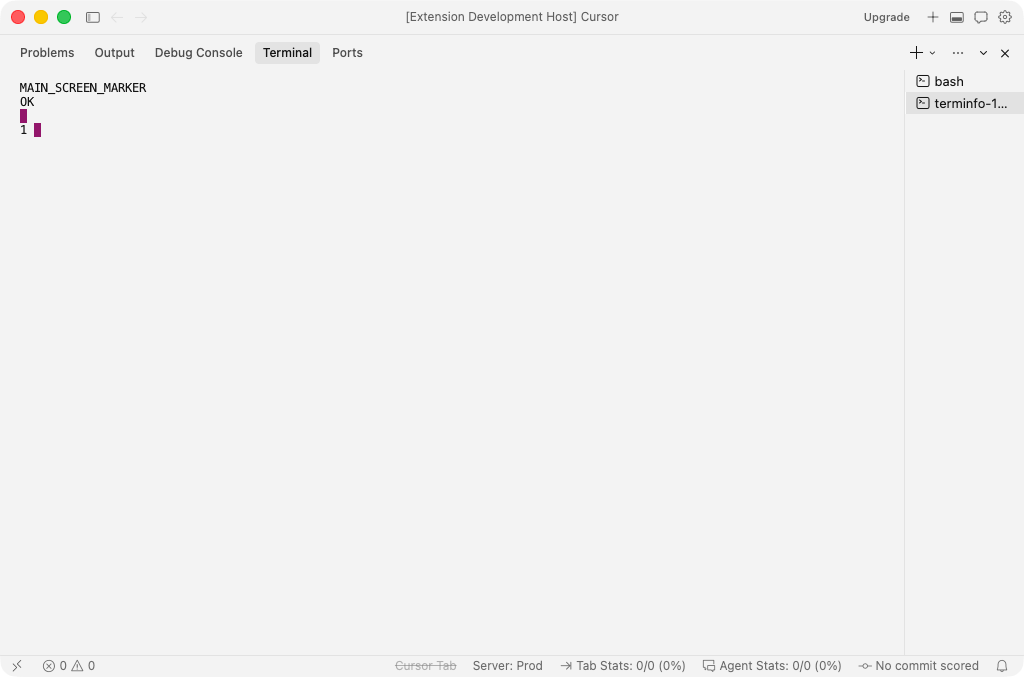 [Extension Development Host] Cursor
Upgrade
Problems Output Debug Console Terminal Ports
MAIN_SCREEN_MARKER
OK
1
bash
terminfo-1...
0 0 Cursor Tab Server: Prod Tab Stats: 0/0 (0%) Agent Stats: 0/0 (0%) No commit scored